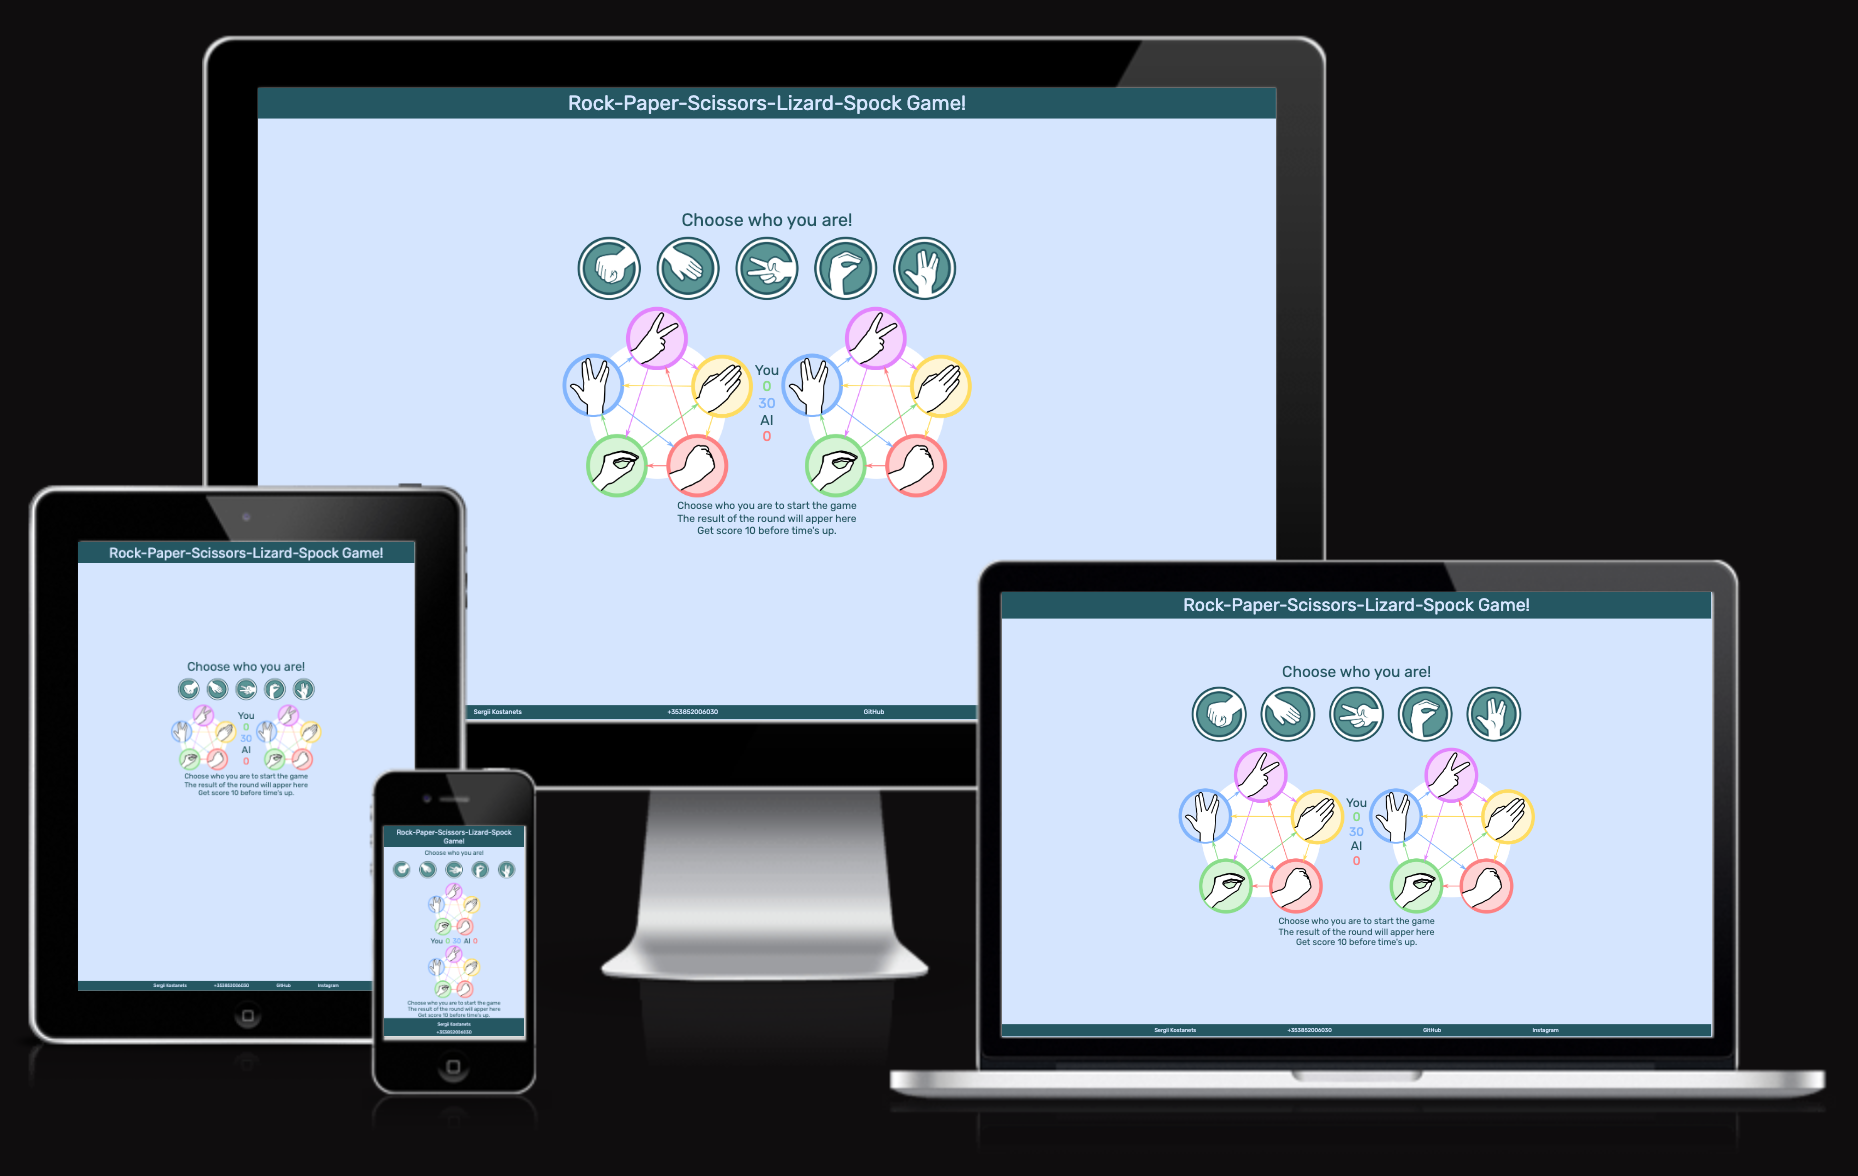 Rock-Paper-Scissors-Lizard-Spock Game!
Choose who you are!
You
0
30
AI
0
Choose who you are to start the game
The result of the round will apper here
Get score 10 before time's up.
Sergii Kostanets
+353852006030
GitHub
Rock-Paper-Scissors-Lizard-Spock Game!
Choose who you are!
You
0
30
AI
0
Choose who you are to start the game
The result of the round will apper here
Get score 10 before time's up.
Sergii Kostanets
+353852006030
GitHub
Instagram
Rock-Paper-Scissors-Lizard-Spock
Game!
Choose who you are!
You 0 30 AI 0
Choose who you are to start the game
The result of the round will apper here
Get score 10 before time's up.
Sergii Kostanets
+353852006030
Rock-Paper-Scissors-Lizard-Spock Game!
Choose who you are!
You
0
30
AI
0
Choose who you are to start the game
The result of the round will apper here
Get score 10 before time's up.
Sergii Kostanets
+353852006030
GitHub
Instagram